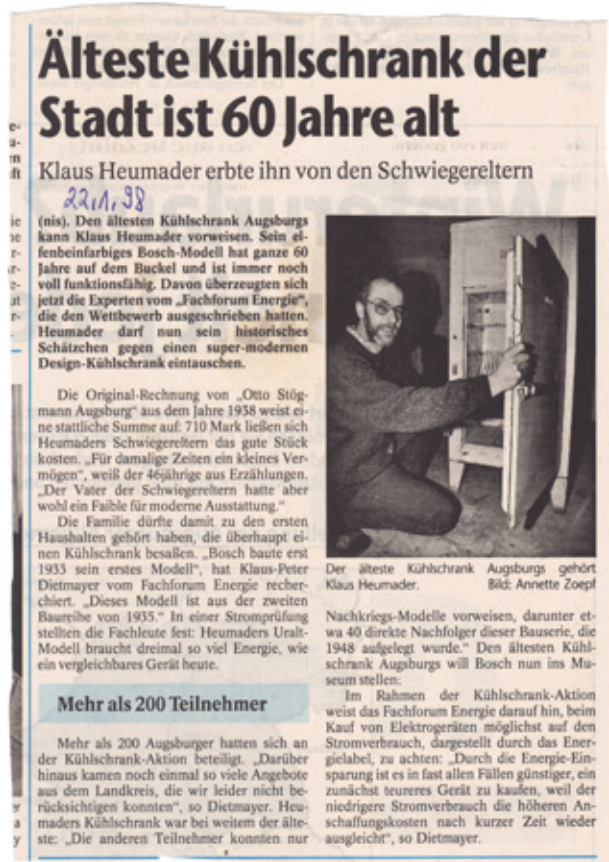 Älteste Kühlschrank der
Stadt ist 60 Jahre alt
Klaus Heumader erbte ihn von den Schwiegereltern
22.1.98
(nis). Den ältesten Kühlschrank Augsburgs
kann Klaus Heumader vorweisen. Sein el-
fenbeinfarbiges Bosch-Modell hat ganze 60
Jahre auf dem Buckel und ist immer noch
voll funktionsfähig. Davon überzeugten sich
jetzt die Experten vom „Fachforum Energie“,
die den Wettbewerb ausgeschrieben hatten.
Heumader darf nun sein historisches
Schätzchen gegen einen super-modernen
Design-Kühlschrank eintauschen.
Die Original-Rechnung von „Otto Stög-
mann Augsburg“ aus dem Jahre 1938 weist ei-
ne stattliche Summe auf: 710 Mark ließen sich
Heumaders Schwiegereltern das gute Stück
kosten. „Für damalige Zeiten ein kleines Ver-
mögen“, weiß der 46jährige aus Erzählungen.
„Der Vater der Schwiegereltern hatte aber
wohl ein Faible für moderne Ausstattung.“
Die Familie dürfte damit zu den ersten
Haushalten gehört haben, die überhaupt ei-
nen Kühlschrank besaßen. „Bosch baute erst
1933 sein erstes Modell“, hat Klaus-Peter
Dietmayer vom Fachforum Energie recher-
chiert. „Dieses Modell ist aus der zweiten
Baureihe von 1935.“ In einer Stromprüfung
stellten die Fachleute fest: Heumaders Uralt-
Modell braucht dreimal so viel Energie, wie
ein vergleichbares Gerät heute.
Mehr als 200 Teilnehmer
Mehr als 200 Augsburger hatten sich an
der Kühlschrank-Aktion beteiligt. „Darüber
hinaus kamen noch einmal so viele Angebote
aus dem Landkreis, die wir leider nicht be-
rücksichtigen konnten“, so Dietmayer. Heu-
maders Kühlschrank war bei weitem der älte-
ste: „Die anderen Teilnehmer konnten nur
Der älteste Kühlschrank Augsburgs gehört
Klaus Heumader. Bild: Annette Zoepf
Nachkriegs-Modelle vorweisen, darunter et-
wa 40 direkte Nachfolger dieser Bauserie, die
1948 aufgelegt wurde.“ Den ältesten Kühl-
schrank Augsburgs will Bosch nun ins Mu-
seum stellen.
Im Rahmen der Kühlschrank-Aktion
weist das Fachforum Energie darauf hin, beim
Kauf von Elektrogeräten möglichst auf den
Stromverbrauch, dargestellt durch das Ener-
gielabel, zu achten: „Durch die Energie-Ein-
sparung ist es in fast allen Fällen günstiger, ein
zunächst teureres Gerät zu kaufen, weil der
niedrigere Stromverbrauch die höheren An-
schaffungskosten nach kurzer Zeit wieder
ausgleicht“, so Dietmayer.